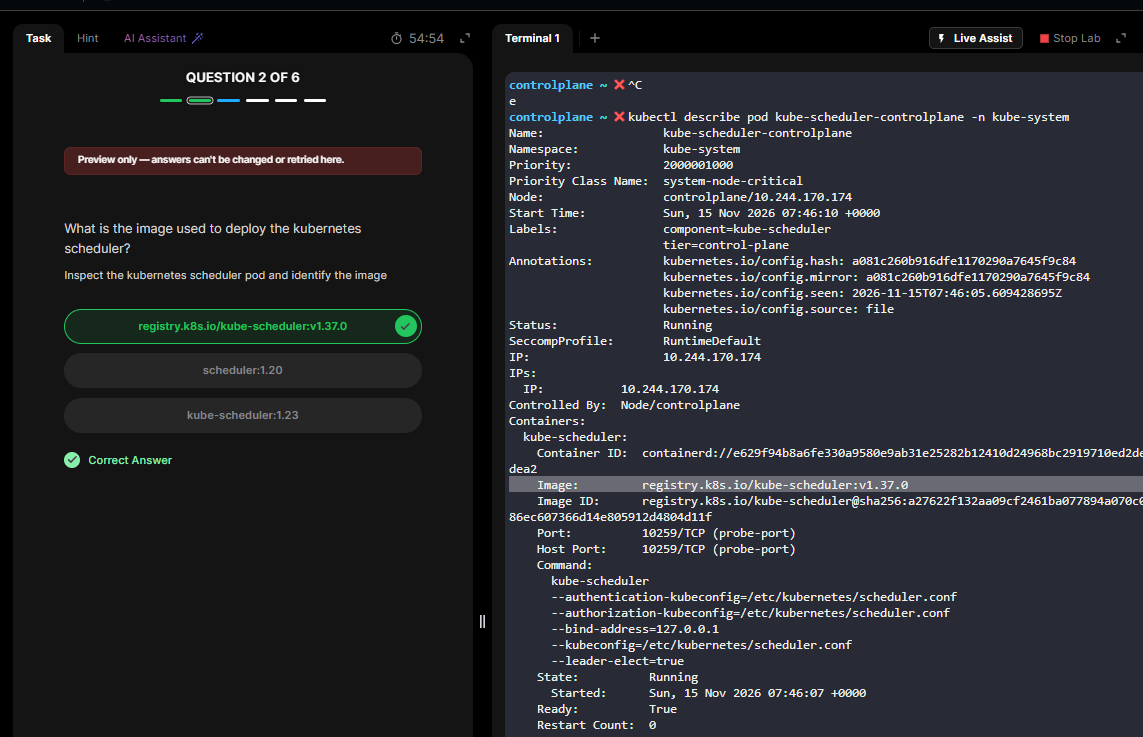 Task Hint AI Assistant 54:54
QUESTION 2 OF 6
Preview only — answers can't be changed or retried here.
What is the image used to deploy the kubernetes
scheduler?
Inspect the kubernetes scheduler pod and identify the image
registry.k8s.io/kube-scheduler:v1.37.0
scheduler:1.20
kube-scheduler:1.23
Correct Answer
Terminal 1 + Live Assist Stop Lab
controlplane ~ ✖ ^C
e
controlplane ~ ✖ kubectl describe pod kube-scheduler-controlplane -n kube-system
Name: kube-scheduler-controlplane
Namespace: kube-system
Priority: 2000001000
Priority Class Name: system-node-critical
Node: controlplane/10.244.170.174
Start Time: Sun, 15 Nov 2026 07:46:10 +0000
Labels: component=kube-scheduler
tier=control-plane
Annotations: kubernetes.io/config.hash: a081c260b916dfe1170290a7645f9c84
kubernetes.io/config.mirror: a081c260b916dfe1170290a7645f9c84
kubernetes.io/config.seen: 2026-11-15T07:46:05.609428695Z
kubernetes.io/config.source: file
Status: Running
SeccompProfile: RuntimeDefault
IP: 10.244.170.174
IPs:
IP: 10.244.170.174
Controlled By: Node/controlplane
Containers:
kube-scheduler:
Container ID: containerd://e629f94b8a6fe330a9580e9ab31e25282b12410d24968bc2919710ed2de
dea2
Image: registry.k8s.io/kube-scheduler:v1.37.0
Image ID: registry.k8s.io/kube-scheduler@sha256:a27622f132aa09cf2461ba077894a070c0
86ec607366d14e805912d4804d11f
Port: 10259/TCP (probe-port)
Host Port: 10259/TCP (probe-port)
Command:
kube-scheduler
--authentication-kubeconfig=/etc/kubernetes/scheduler.conf
--authorization-kubeconfig=/etc/kubernetes/scheduler.conf
--bind-address=127.0.0.1
--kubeconfig=/etc/kubernetes/scheduler.conf
--leader-elect=true
State: Running
Started: Sun, 15 Nov 2026 07:46:07 +0000
Ready: True
Restart Count: 0